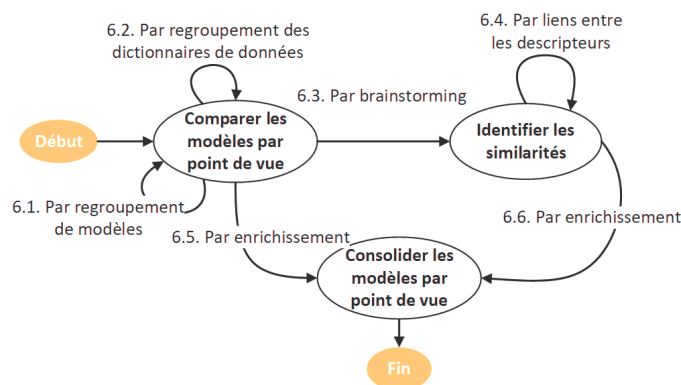 6.2. Par regroupement des
dictionnaires de données
6.4. Par liens entre
les descripteurs
6.3. Par brainstorming
Début
Comparer les
modèles par
point de vue
Identifier les
similarités
6.1. Par regroupement
de modèles
6.5. Par enrichissement
6.6. Par enrichissement
Consolider les
modèles par
point de vue
Fin